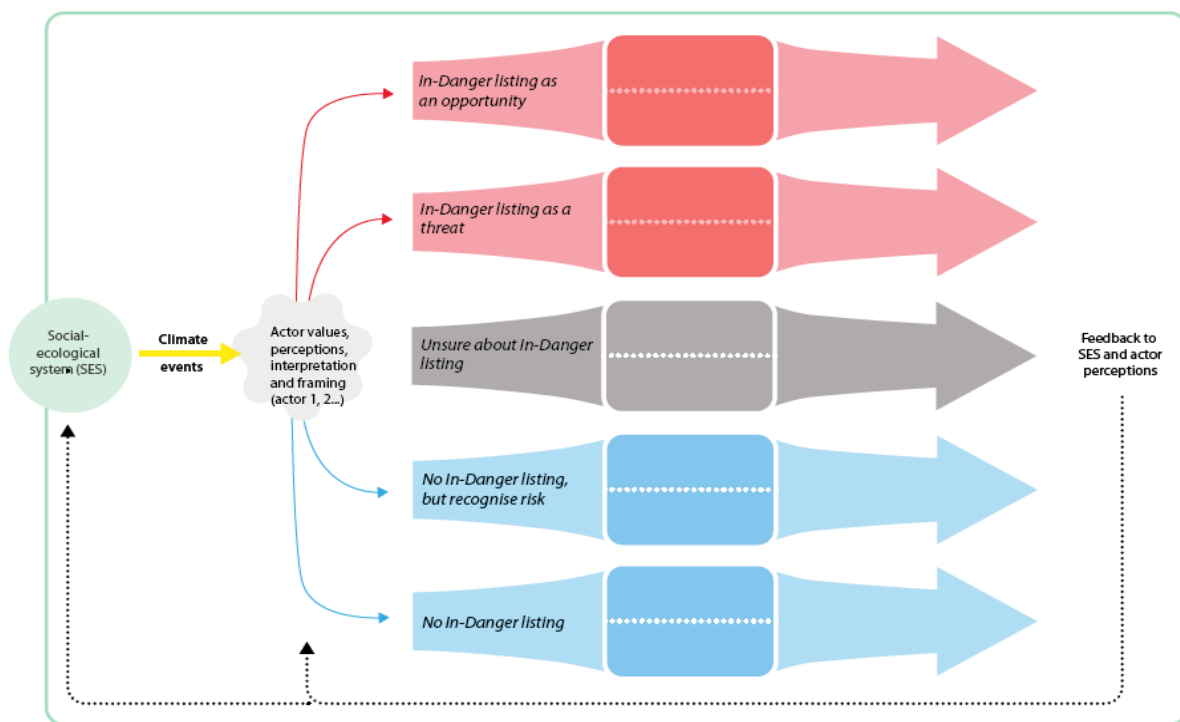 In-Danger listing as
an opportunity
In-Danger listing as a
threat
Social-
ecological
system (SES)
Climate
events
Actor values,
perceptions,
interpretation
and framing
(actor 1, 2...)
Unsure about In-Danger
listing
Feedback to
SES and actor
perceptions
No In-Danger listing,
but recognise risk
No In-Danger listing